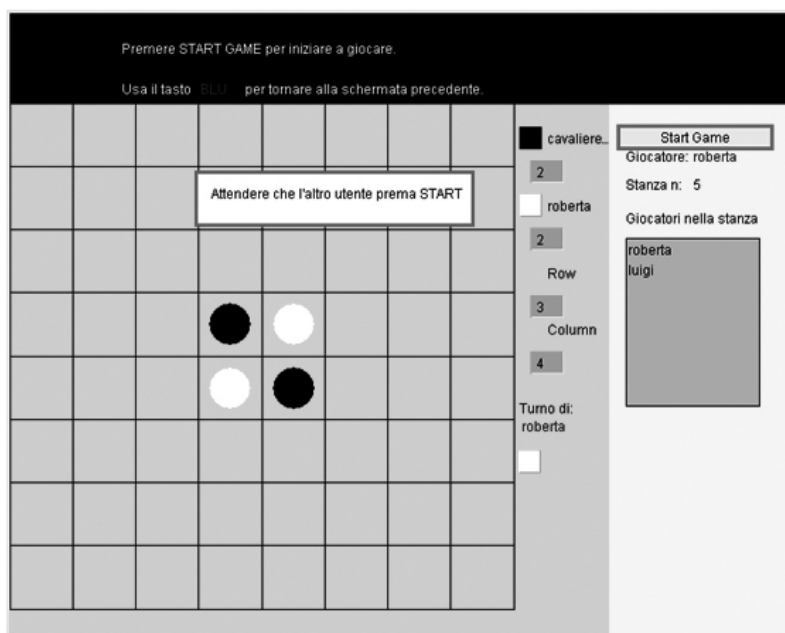 Premere START GAME per iniziare a giocare.
Usa il tasto BLU per tornare alla schermata precedente.
Attendere che l'altro utente prema START
cavaliere...
2
roberta
2
Row
3
Column
4
Turno di:
roberta
Start Game
Giocatore: roberta
Stanza n: 5
Giocatori nella stanza
roberta
luigi